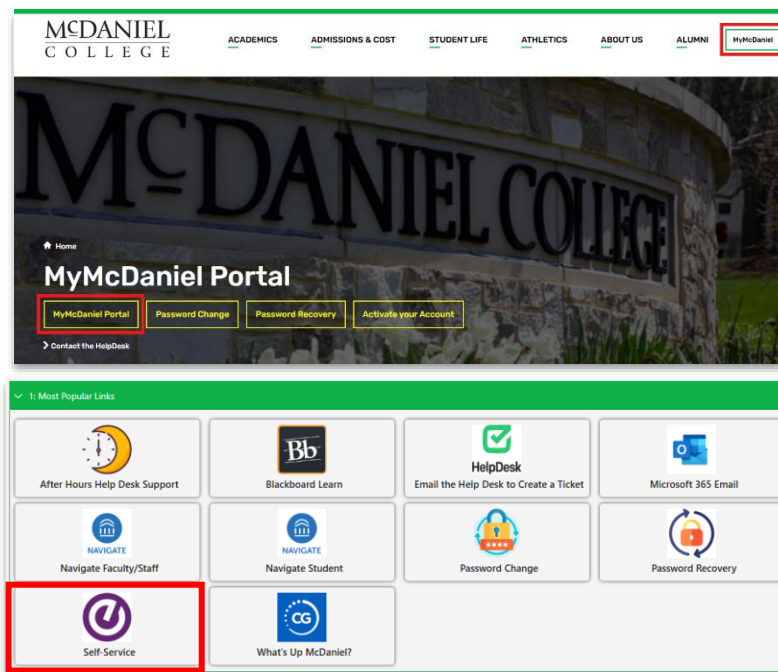 McDANIEL
COLLEGE
ACADEMICS ADMISSIONS & COST STUDENT LIFE ATHLETICS ABOUT US ALUMNI MyMcDaniel
McDANIEL COLLEGE
Home
MyMcDaniel Portal
MyMcDaniel Portal Password Change Password Recovery Activate your Account
Contact the HelpDesk
1: Most Popular Links
Bb
HelpDesk
After Hours Help Desk Support Blackboard Learn Email the Help Desk to Create a Ticket Microsoft 365 Email
NAVIGATE NAVIGATE
Navigate Faculty/Staff Navigate Student Password Change Password Recovery
CG
Self-Service What's Up McDaniel?